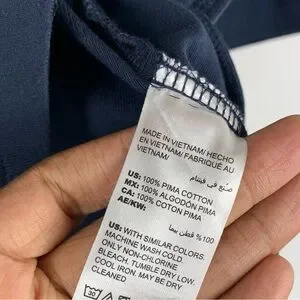 MADE IN VIETNAM/ HECHO
EN VIETNAM/ FABRIQUÉ AU
VIETNAM/
صنع في فيتنام
US: 100% PIMA COTTON
MX: 100% ALGODÓN PIMA
CA: 100% COTON PIMA
AE/KW:
100% قطن بيما
US: WITH SIMILAR COLORS.
MACHINE WASH COLD.
ONLY NON-CHLORINE
BLEACH. TUMBLE DRY LOW.
COOL IRON. MAY BE DRY
CLEANED
30